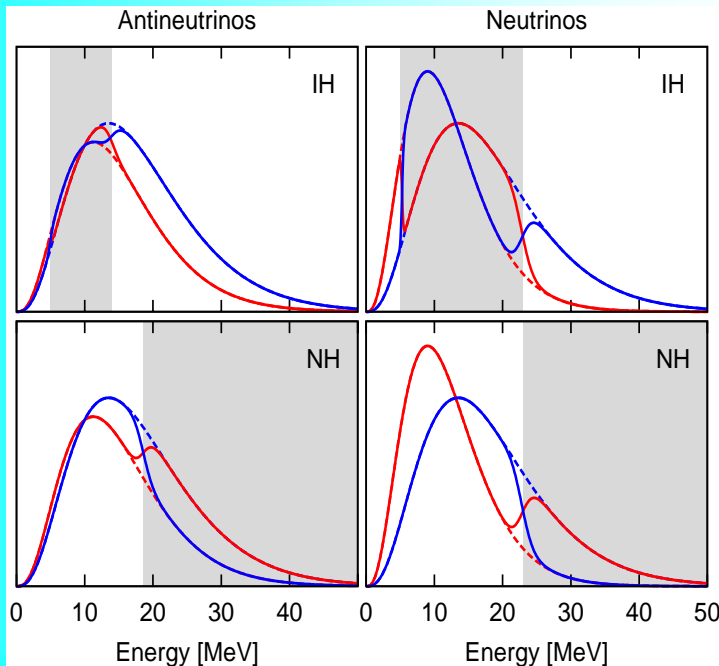 Antineutrinos Neutrinos
IH IH
NH NH
0 10 20 30 40 0 10 20 30 40 50
Energy [MeV] Energy [MeV]